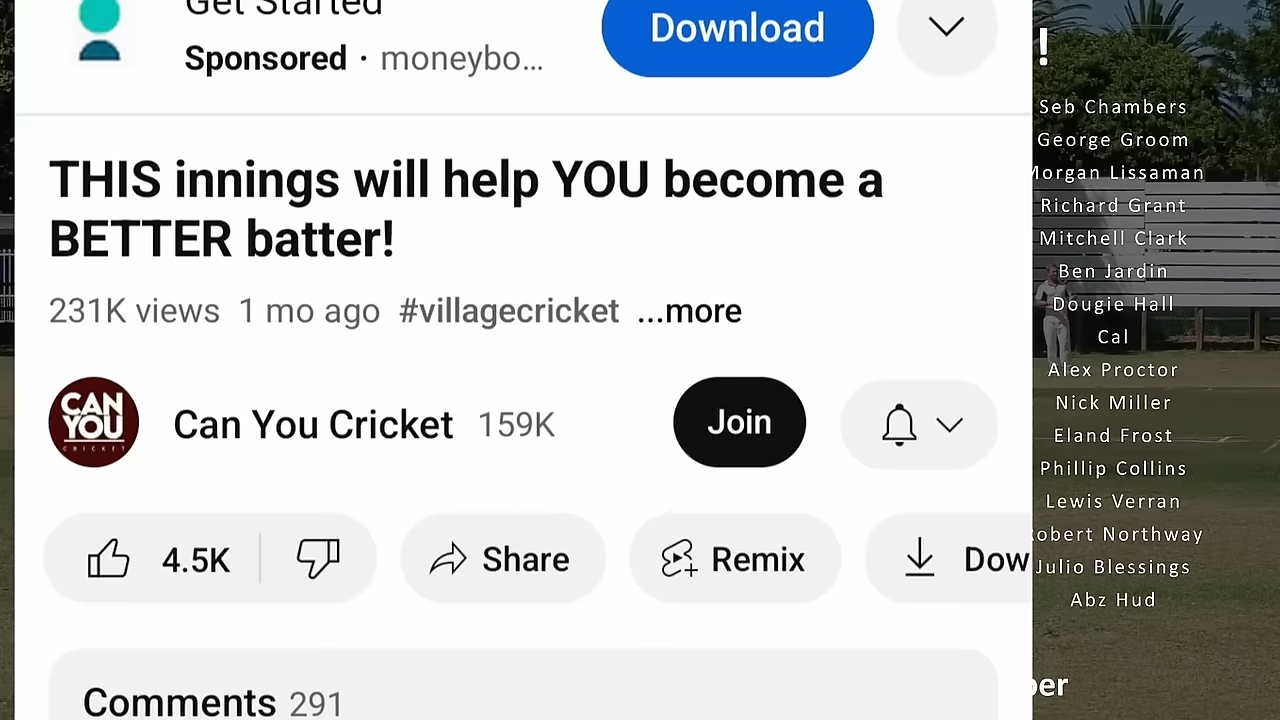 Get Started
Sponsored · moneybo...
Download
THIS innings will help YOU become a
BETTER batter!
231K views 1 mo ago #villagecricket ...more
CAN
YOU
CRICKET
Can You Cricket 159K
Join
4.5K
Share
Remix
Dow
Comments 291
!
Seb Chambers
George Groom
Morgan Lissaman
Richard Grant
Mitchell Clark
Ben Jardin
Dougie Hall
Cal
Alex Proctor
Nick Miller
Eland Frost
Phillip Collins
Lewis Verran
obert Northway
Julio Blessings
Abz Hud
ber